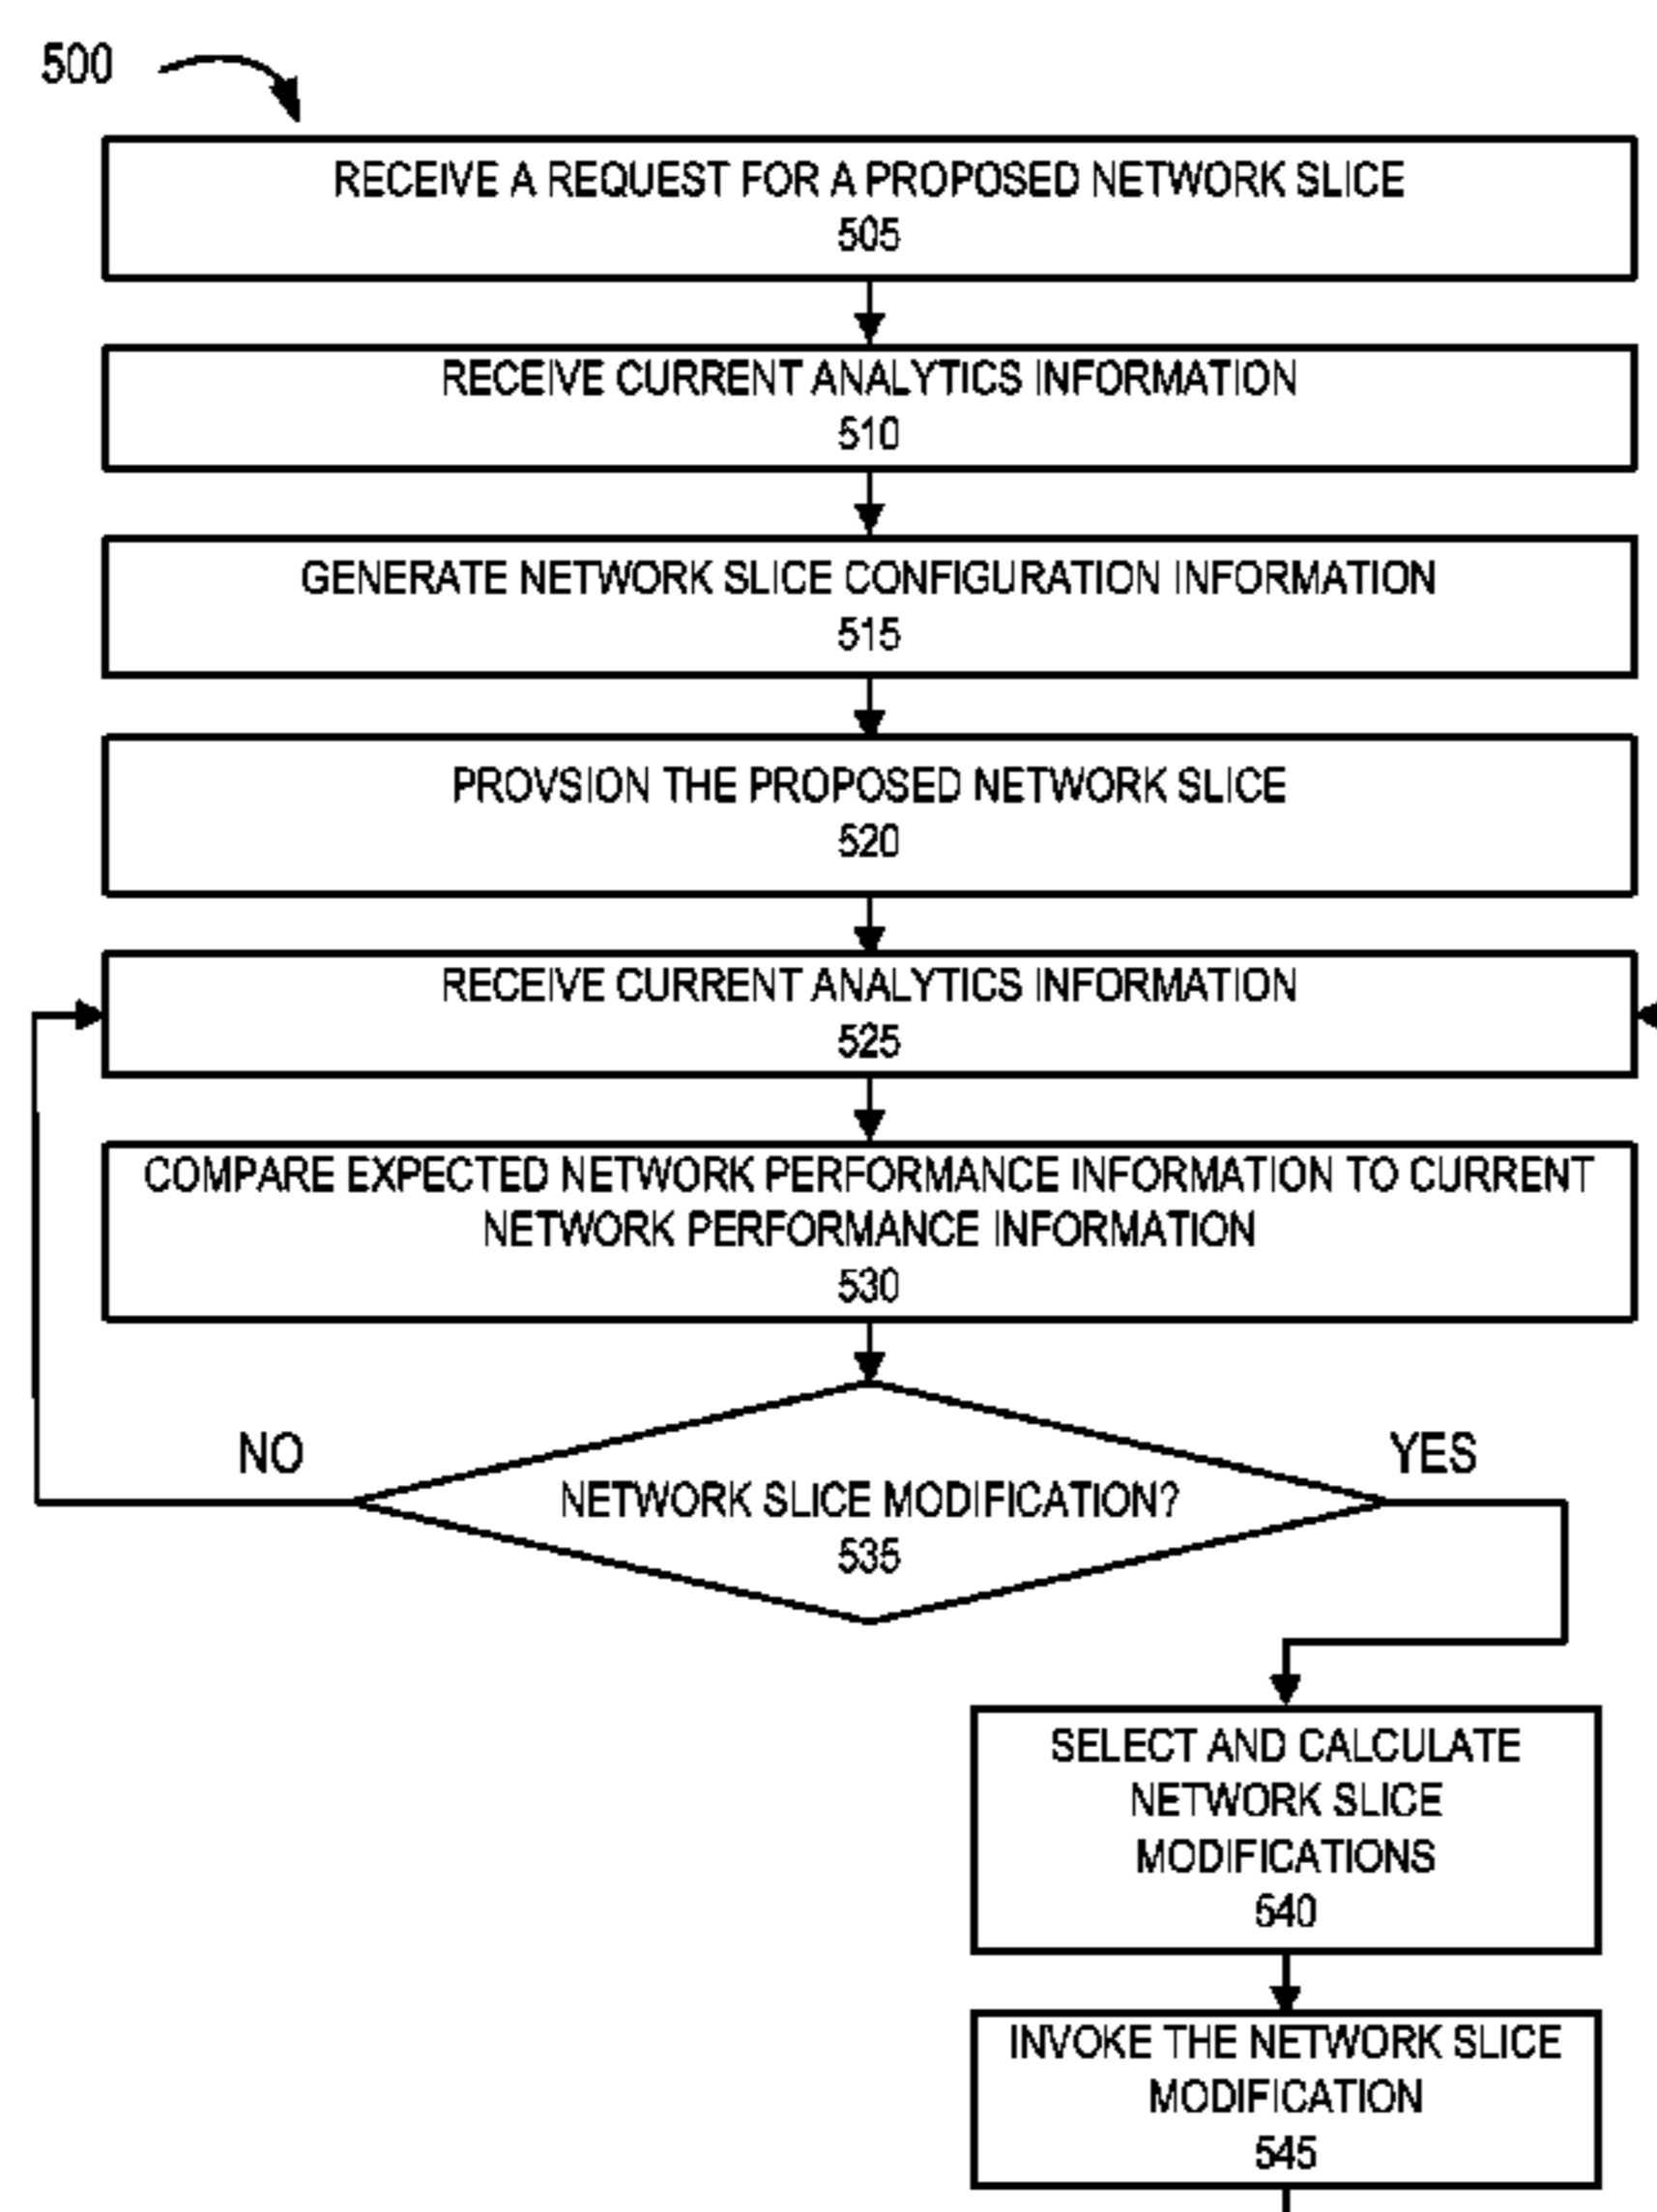 500
RECEIVE A REQUEST FOR A PROPOSED NETWORK SLICE
505
RECEIVE CURRENT ANALYTICS INFORMATION
510
GENERATE NETWORK SLICE CONFIGURATION INFORMATION
515
PROVSION THE PROPOSED NETWORK SLICE
520
RECEIVE CURRENT ANALYTICS INFORMATION
525
COMPARE EXPECTED NETWORK PERFORMANCE INFORMATION TO CURRENT
NETWORK PERFORMANCE INFORMATION
530
NO
YES
NETWORK SLICE MODIFICATION?
535
SELECT AND CALCULATE
NETWORK SLICE
MODIFICATIONS
540
INVOKE THE NETWORK SLICE
MODIFICATION
545